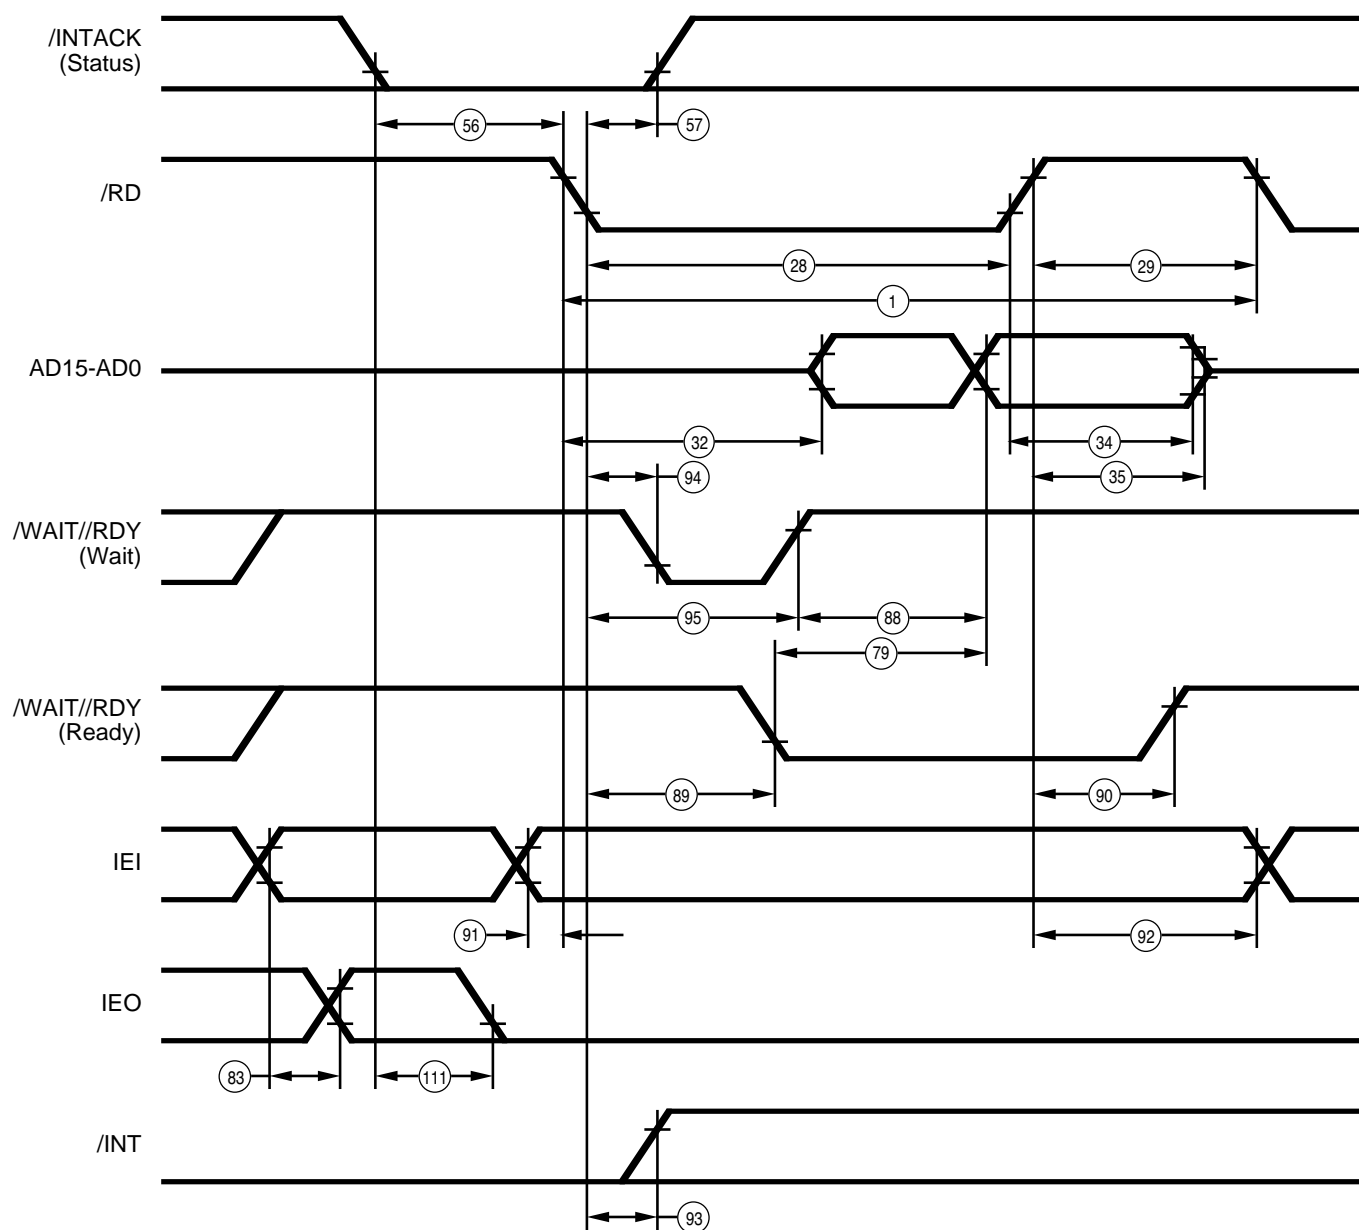 /INTACK
(Status)
56
57
/RD
28
29
1
AD15-AD0
32
34
94
35
/WAIT//RDY
(Wait)
95
88
79
/WAIT//RDY
(Ready)
89
90
IEI
91
92
IEO
83
111
/INT
93